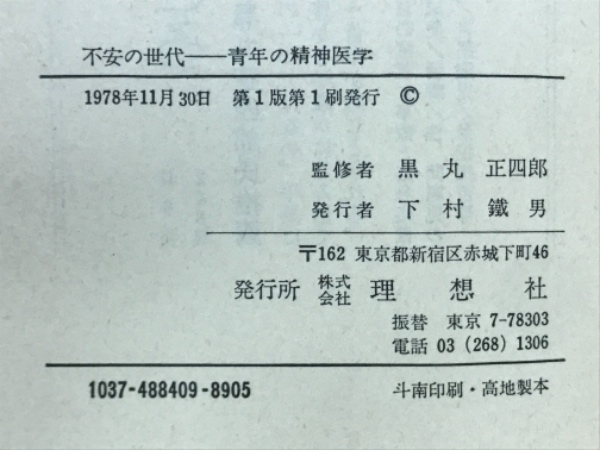 不安の世代――青年の精神医学
1978年11月30日 第1版第1刷発行 ©
監修者 黒丸正四郎
発行者 下村鐵男
〒162 東京都新宿区赤城下町46
発行所 株式会社 理想社
振替 東京 7-78303
電話 03 (268) 1306
1037-488409-8905 斗南印刷・高地製本